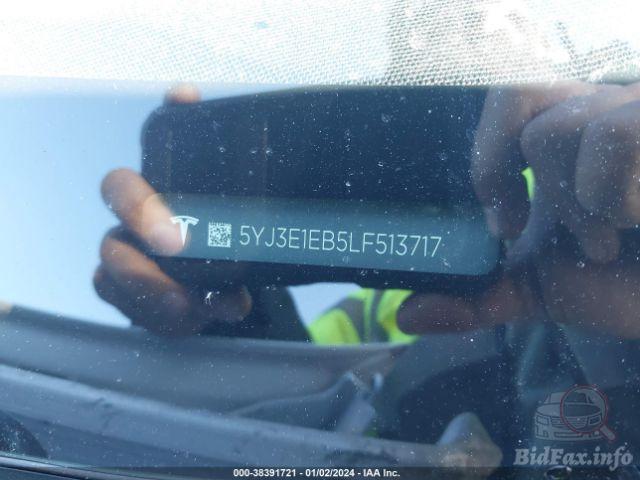 5YJ3E1EB5LF513717
000-38391721 - 01/02/2024 - IAA Inc.
BidFax.info